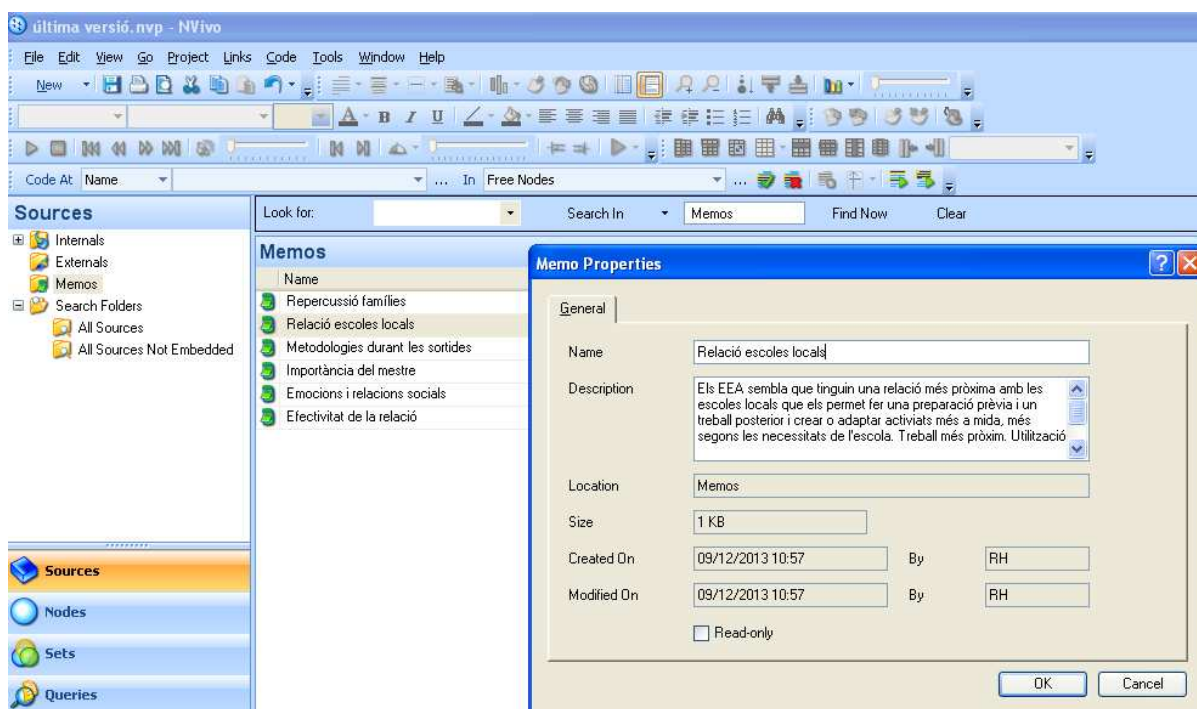 última versió.nvp - NVivo
File Edit View Go Project Links Code Tools Window Help
New
A B I U
Code At Name ... In Free Nodes ...
Sources
Internals
Externals
Memos
Search Folders
All Sources
All Sources Not Embedded
Look for: Search In Memos Find Now Clear
Memos
Name
Repercussió famílies
Relació escoles locals
Metodologies durant les sortides
Importància del mestre
Emocions i relacions socials
Efectivitat de la relació
Memo Properties
General
Name Relació escoles locals
Description Els EEA sembla que tinguin una relació més pròxima amb les
escoles locals que els permet fer una preparació prèvia i un
treball posterior i crear o adaptar activiats més a mida, més
segons les necessitats de l'escola. Treball més pròxim. Utilització
Location Memos
Size 1 KB
Created On 09/12/2013 10:57 By RH
Modified On 09/12/2013 10:57 By RH
Read-only
OK Cancel
Sources
Nodes
Sets
Queries